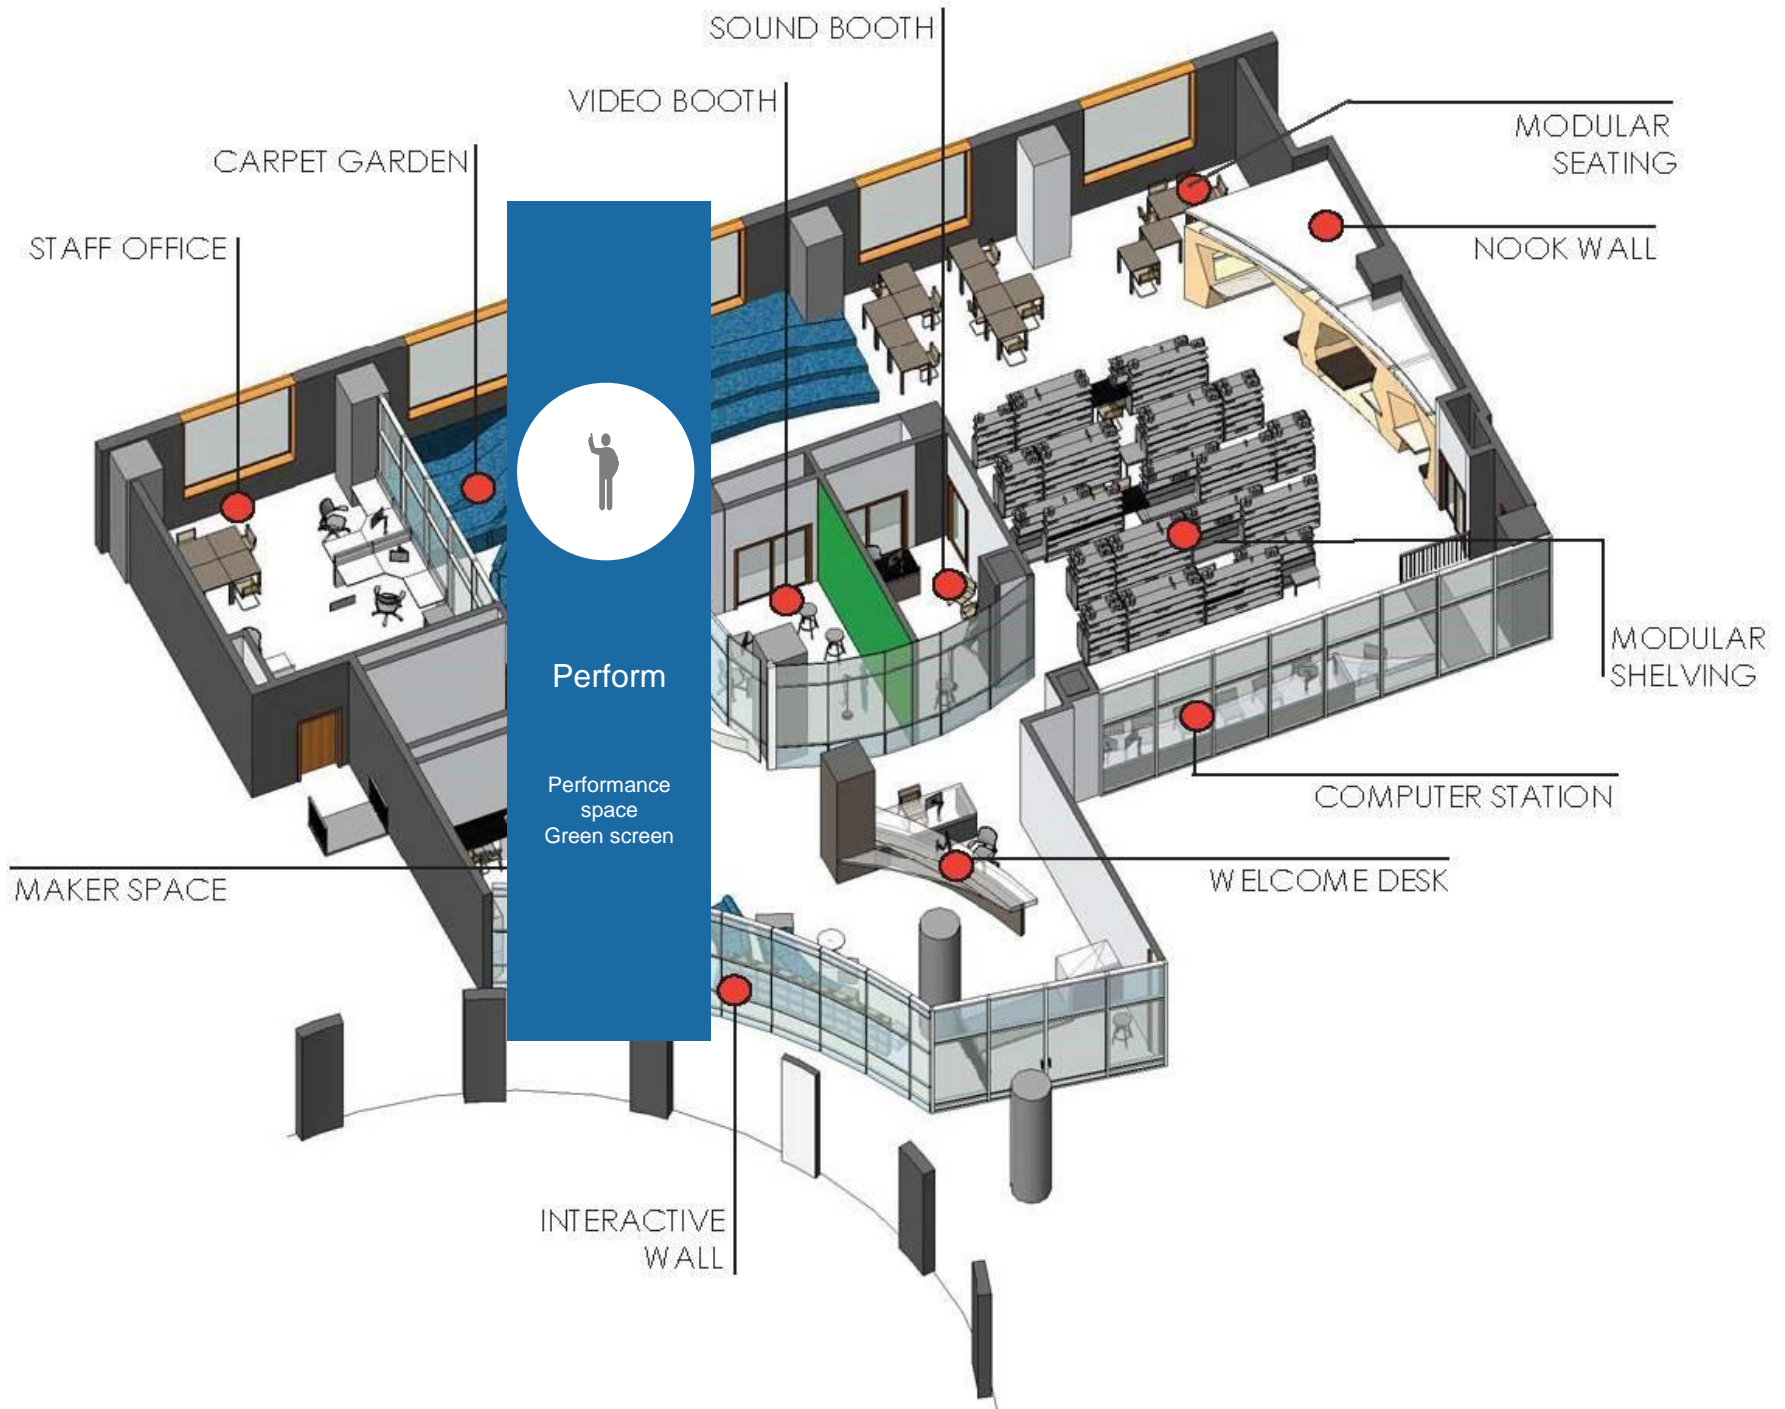 SOUND BOOTH
VIDEO BOOTH
CARPET GARDEN
STAFF OFFICE
MODULAR
SEATING
NOOK WALL
Perform
Performance
space
Green screen
MODULAR
SHELVING
COMPUTER STATION
WELCOME DESK
MAKER SPACE
INTERACTIVE
WALL